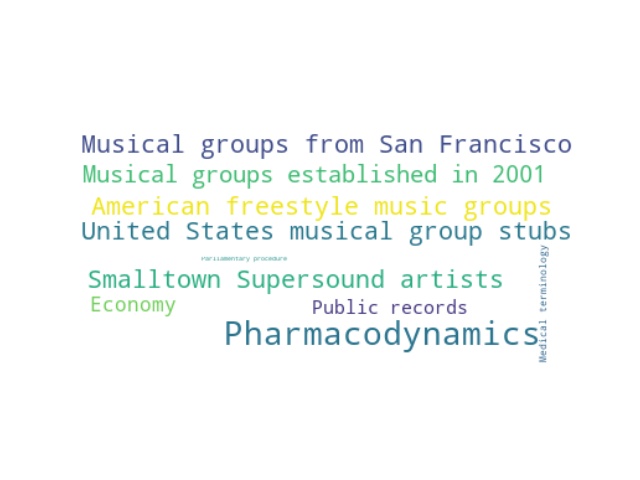 Musical groups from San Francisco
Musical groups established in 2001
American freestyle music groups
United States musical group stubs
Parliamentary procedure
Smalltown Supersound artists
Economy
Public records
Pharmacodynamics
Medical terminology